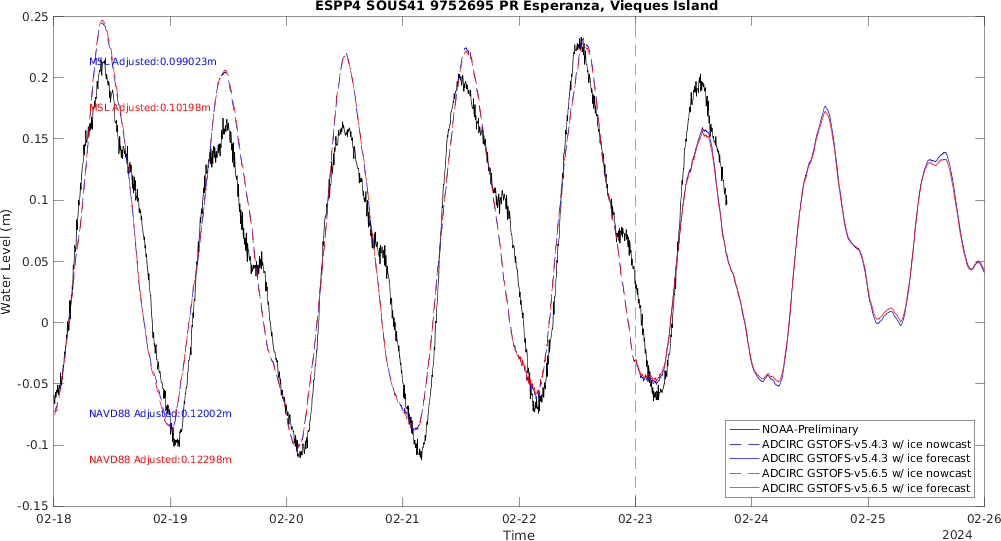 ESPP4 SOUS41 9752695 PR Esperanza, Vieques Island
0.25
0.2
0.15
0.1
0.05
0
-0.05
-0.1
-0.15
Water Level (m)
MSL Adjusted:0.099023m
MSL Adjusted:0.10198m
NAVD88 Adjusted:0.12002m
NAVD88 Adjusted:0.12298m
NOAA-Preliminary
ADCIRC GSTOFS-v5.4.3 w/ ice nowcast
ADCIRC GSTOFS-v5.4.3 w/ ice forecast
ADCIRC GSTOFS-v5.6.5 w/ ice nowcast
ADCIRC GSTOFS-v5.6.5 w/ ice forecast
02-18 02-19 02-20 02-21 02-22 02-23 02-24 02-25 02-26
Time
2024